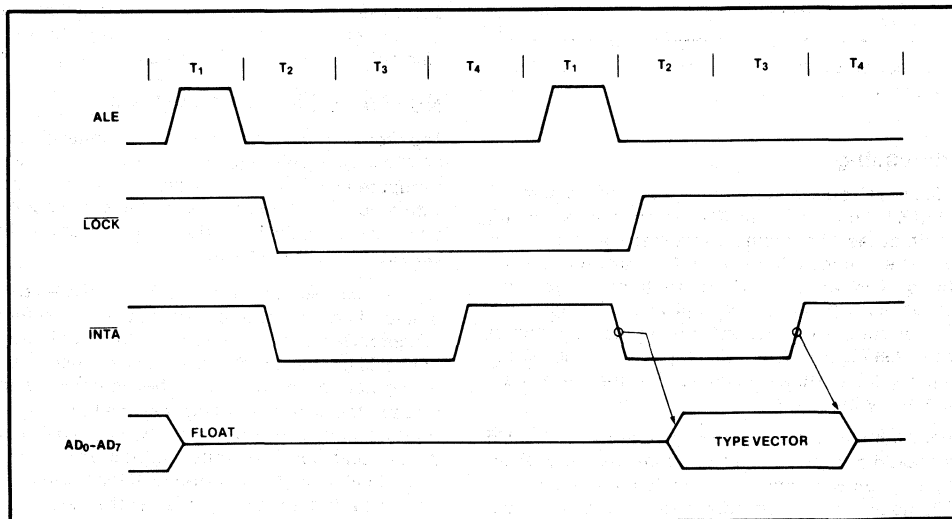 T1 T2 T3 T4 T1 T2 T3 T4
ALE
LOCK
INTA
FLOAT
AD0-AD7
TYPE VECTOR